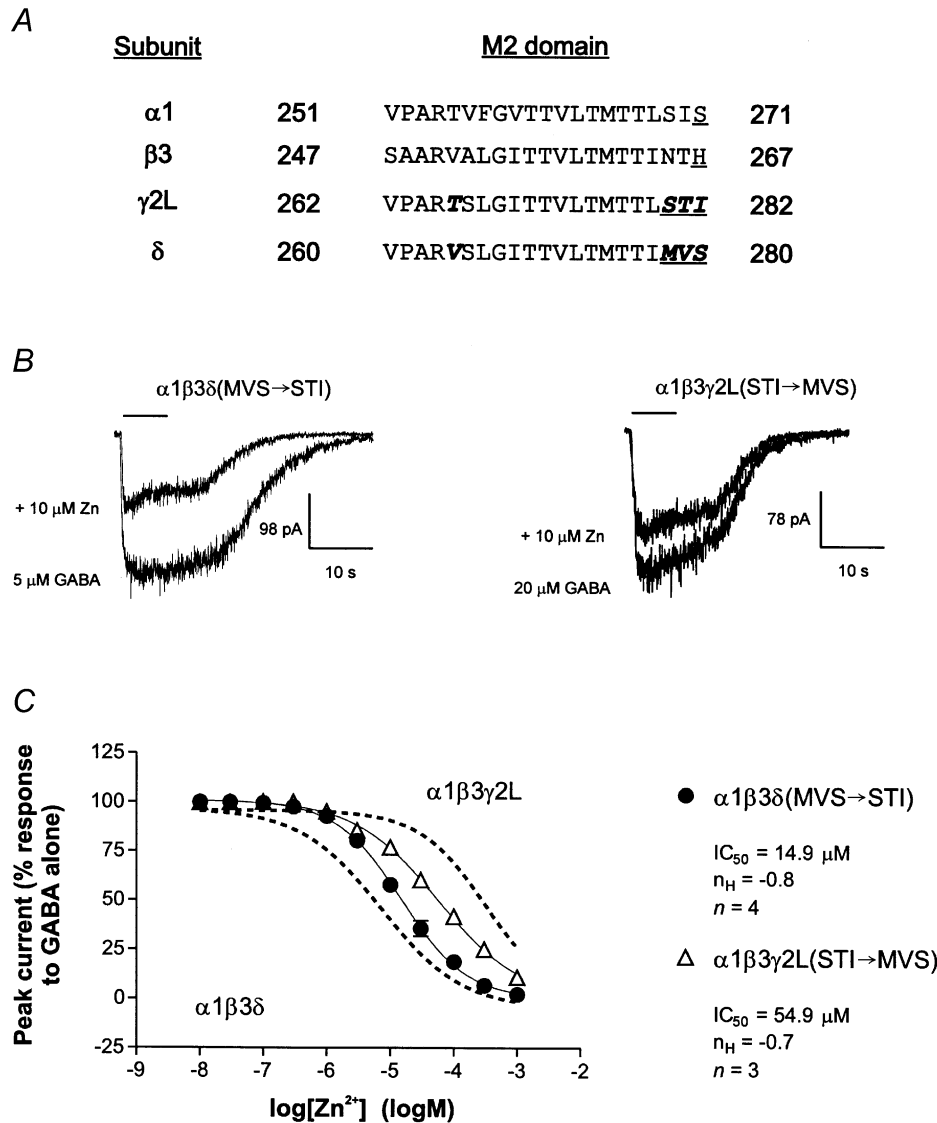 A
Subunit M2 domain
α1 251 VPARTVFGVTTVLTMTTLSIS 271
β3 247 SAARVALGITTVLTMTTINTH 267
γ2L 262 VPARTSLGITTVLTMTTLSTI 282
δ 260 VPARVSLGITTVLTMTTIMVS 280
B
α1β3δ(MVS→STI)
+ 10 μM Zn
5 μM GABA
98 pA
10 s
α1β3γ2L(STI→MVS)
+ 10 μM Zn
20 μM GABA
78 pA
10 s
C
Peak current (% response
to GABA alone)
125
100
75
50
25
0
-25
-9 -8 -7 -6 -5 -4 -3 -2
log[Zn²⁺] (logM)
α1β3γ2L
α1β3δ
α1β3δ(MVS→STI)
IC₅₀ = 14.9 μM
n_H = -0.8
n = 4
α1β3γ2L(STI→MVS)
IC₅₀ = 54.9 μM
n_H = -0.7
n = 3